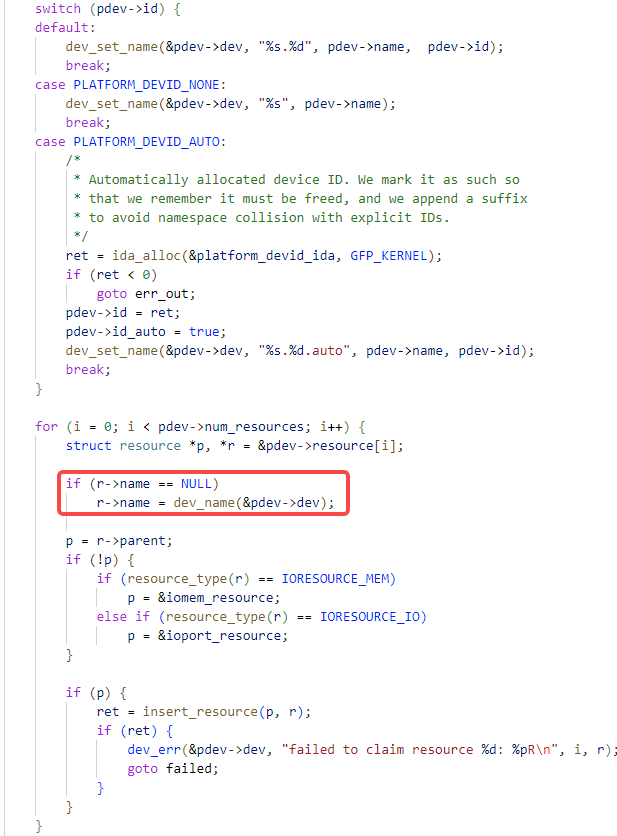 switch (pdev->id) {
default:
dev_set_name(&pdev->dev, "%s.%d", pdev->name,  pdev->id);
break;
case PLATFORM_DEVID_NONE:
dev_set_name(&pdev->dev, "%s", pdev->name);
break;
case PLATFORM_DEVID_AUTO:
/*
* Automatically allocated device ID. We mark it as such so
* that we remember it must be freed, and we append a suffix
* to avoid namespace collision with explicit IDs.
*/
ret = ida_alloc(&platform_devid_ida, GFP_KERNEL);
if (ret < 0)
goto err_out;
pdev->id = ret;
pdev->id_auto = true;
dev_set_name(&pdev->dev, "%s.%d.auto", pdev->name, pdev->id);
break;
}
for (i = 0; i < pdev->num_resources; i++) {
struct resource *p, *r = &pdev->resource[i];
if (r->name == NULL)
r->name = dev_name(&pdev->dev);
p = r->parent;
if (!p) {
if (resource_type(r) == IORESOURCE_MEM)
p = &iomem_resource;
else if (resource_type(r) == IORESOURCE_IO)
p = &ioport_resource;
}
if (p) {
ret = insert_resource(p, r);
if (ret) {
dev_err(&pdev->dev, "failed to claim resource %d: %pR\n", i, r);
goto failed;
}
}
}